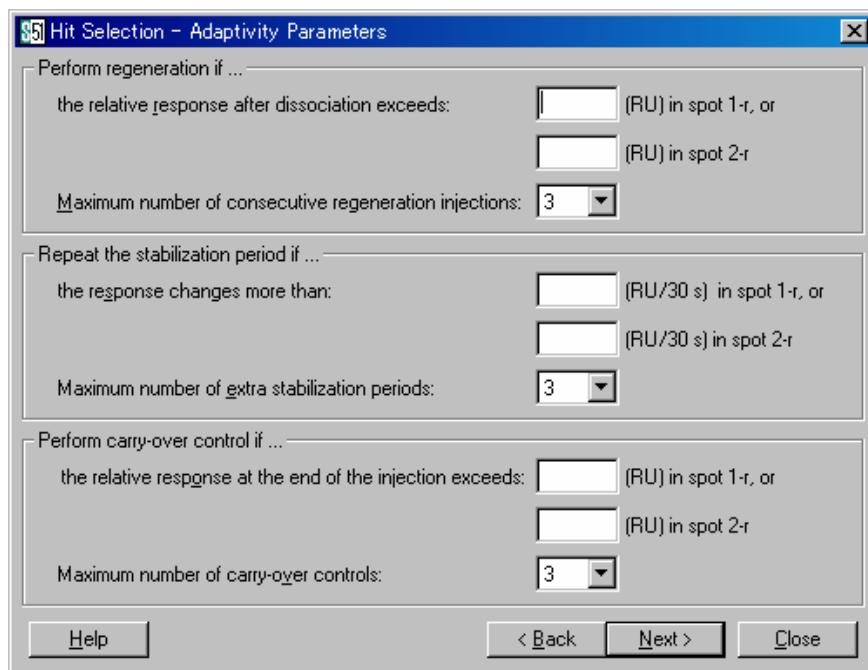 S51 Hit Selection - Adaptivity Parameters
Perform regeneration if ...
the relative response after dissociation exceeds: (RU) in spot 1-r, or
(RU) in spot 2-r
Maximum number of consecutive regeneration injections: 3
Repeat the stabilization period if ...
the response changes more than: (RU/30 s) in spot 1-r, or
(RU/30 s) in spot 2-r
Maximum number of extra stabilization periods: 3
Perform carry-over control if ...
the relative response at the end of the injection exceeds: (RU) in spot 1-r, or
(RU) in spot 2-r
Maximum number of carry-over controls: 3
Help < Back Next > Close